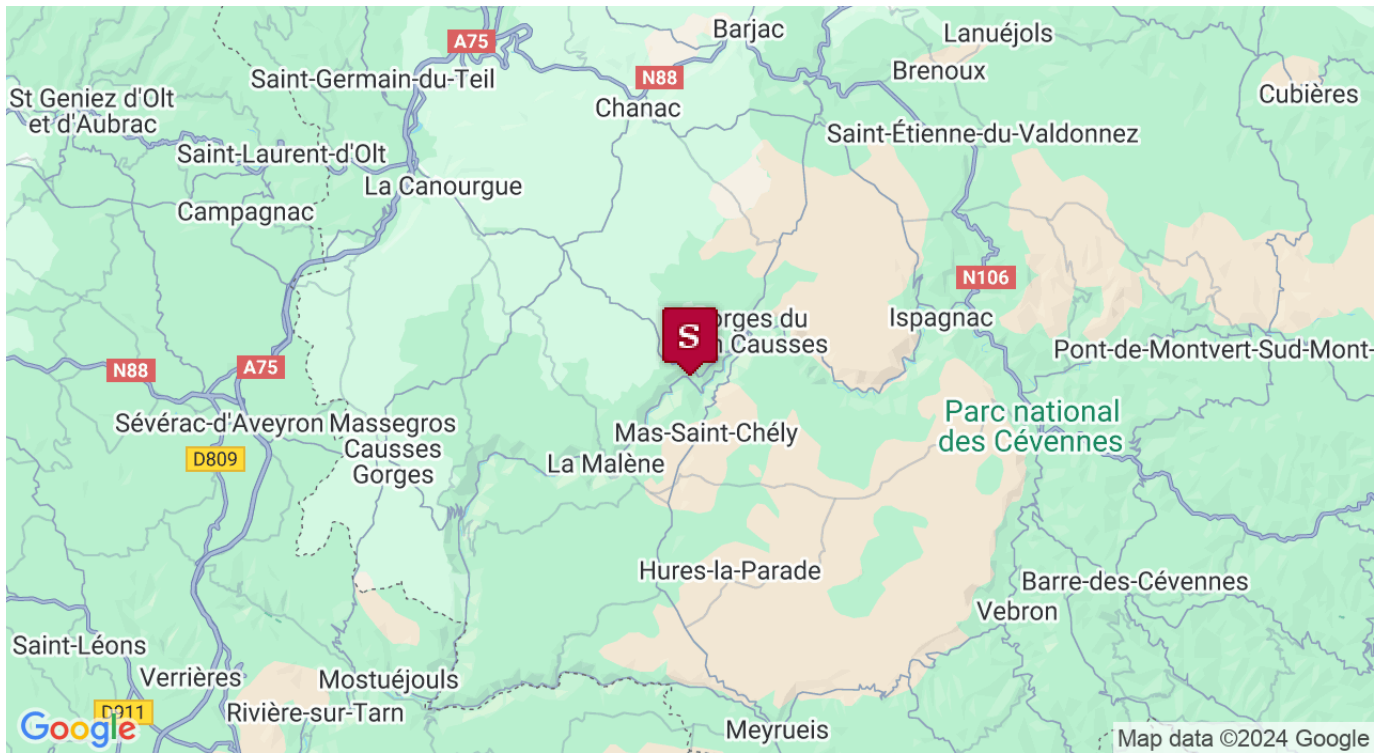 Barjac
Lanuéjols
A75
Brenoux
Saint-Germain-du-Teil
N88
St Geniez d'Olt
et d'Aubrac
Chanac
Cubières
Saint-Étienne-du-Valdonnez
Saint-Laurent-d'Olt
La Canourgue
Campagnac
N106
orges du
Causses
S
Ispagnac
Pont-de-Montvert-Sud-Mont-
N88
A75
Parc national
des Cévennes
Sévérac-d'Aveyron
Massegros
Causses
Gorges
Mas-Saint-Chély
D809
La Malène
Hures-la-Parade
Barre-des-Cévennes
Vebron
Saint-Léons
Verrières
Mostuéjouls
D911
Rivière-sur-Tarn
Meyrueis
Google
Map data ©2024 Google